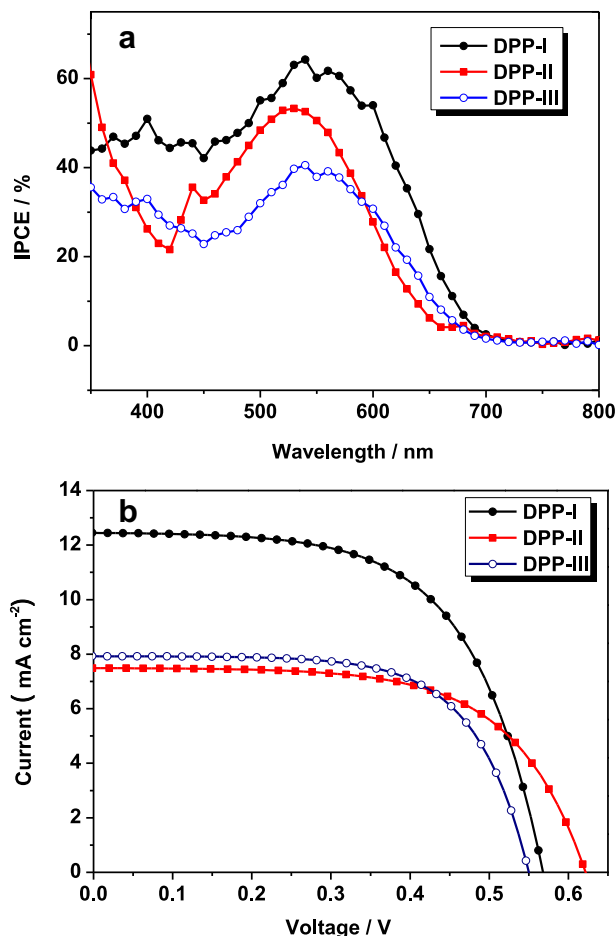 a
DPP-I
DPP-II
DPP-III
60
40
20
0
IPCE / %
400 500 600 700 800
Wavelength / nm
b
DPP-I
DPP-II
DPP-III
14
12
10
8
6
4
2
0
Current ( mA cm⁻²)
0.0 0.1 0.2 0.3 0.4 0.5 0.6
Voltage / V